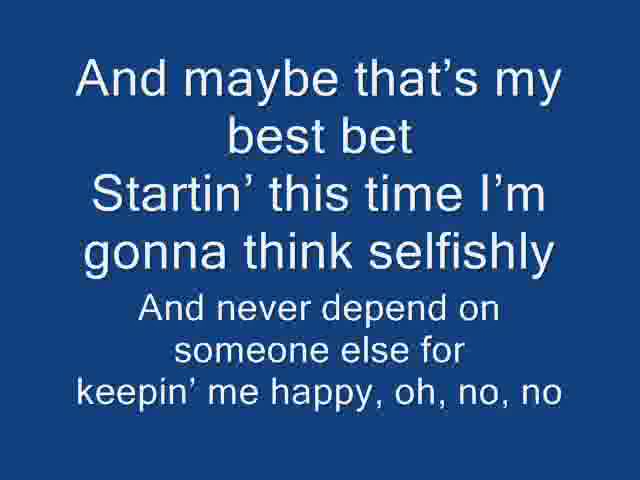 And maybe that’s my
best bet
Startin’ this time I’m
gonna think selfishly
And never depend on
someone else for
keepin’ me happy, oh, no, no